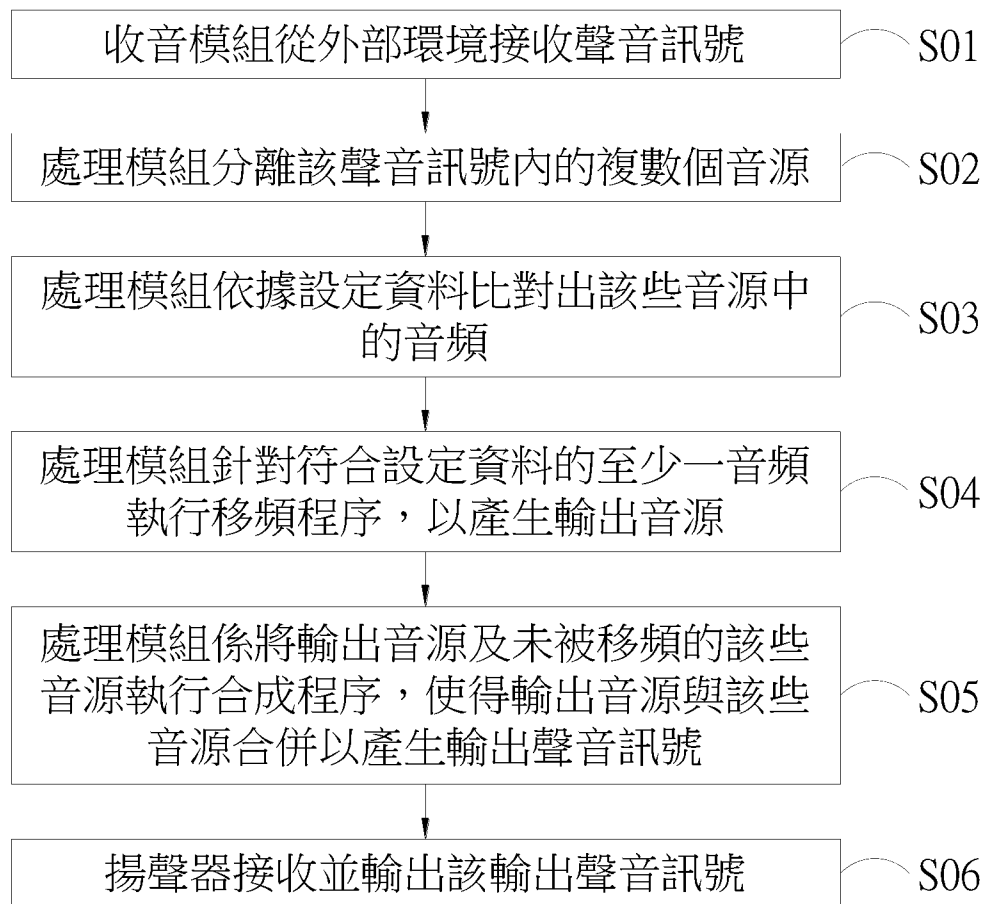 收音模組從外部環境接收聲音訊號 S01
處理模組分離該聲音訊號內的複數個音源 S02
處理模組依據設定資料比對出該些音源中
的音頻 S03
處理模組針對符合設定資料的至少一音頻
執行移頻程序，以產生輸出音源 S04
處理模組係將輸出音源及未被移頻的該些
音源執行合成程序，使得輸出音源與該些 S05
音源合併以產生輸出聲音訊號
揚聲器接收並輸出該輸出聲音訊號 S06